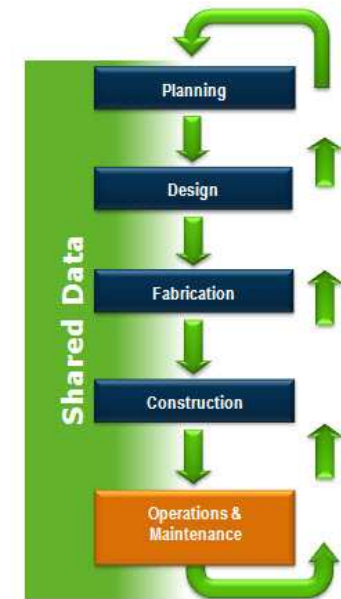 Planning
Design
Fabrication
Construction
Operations &
Maintenance
Shared Data